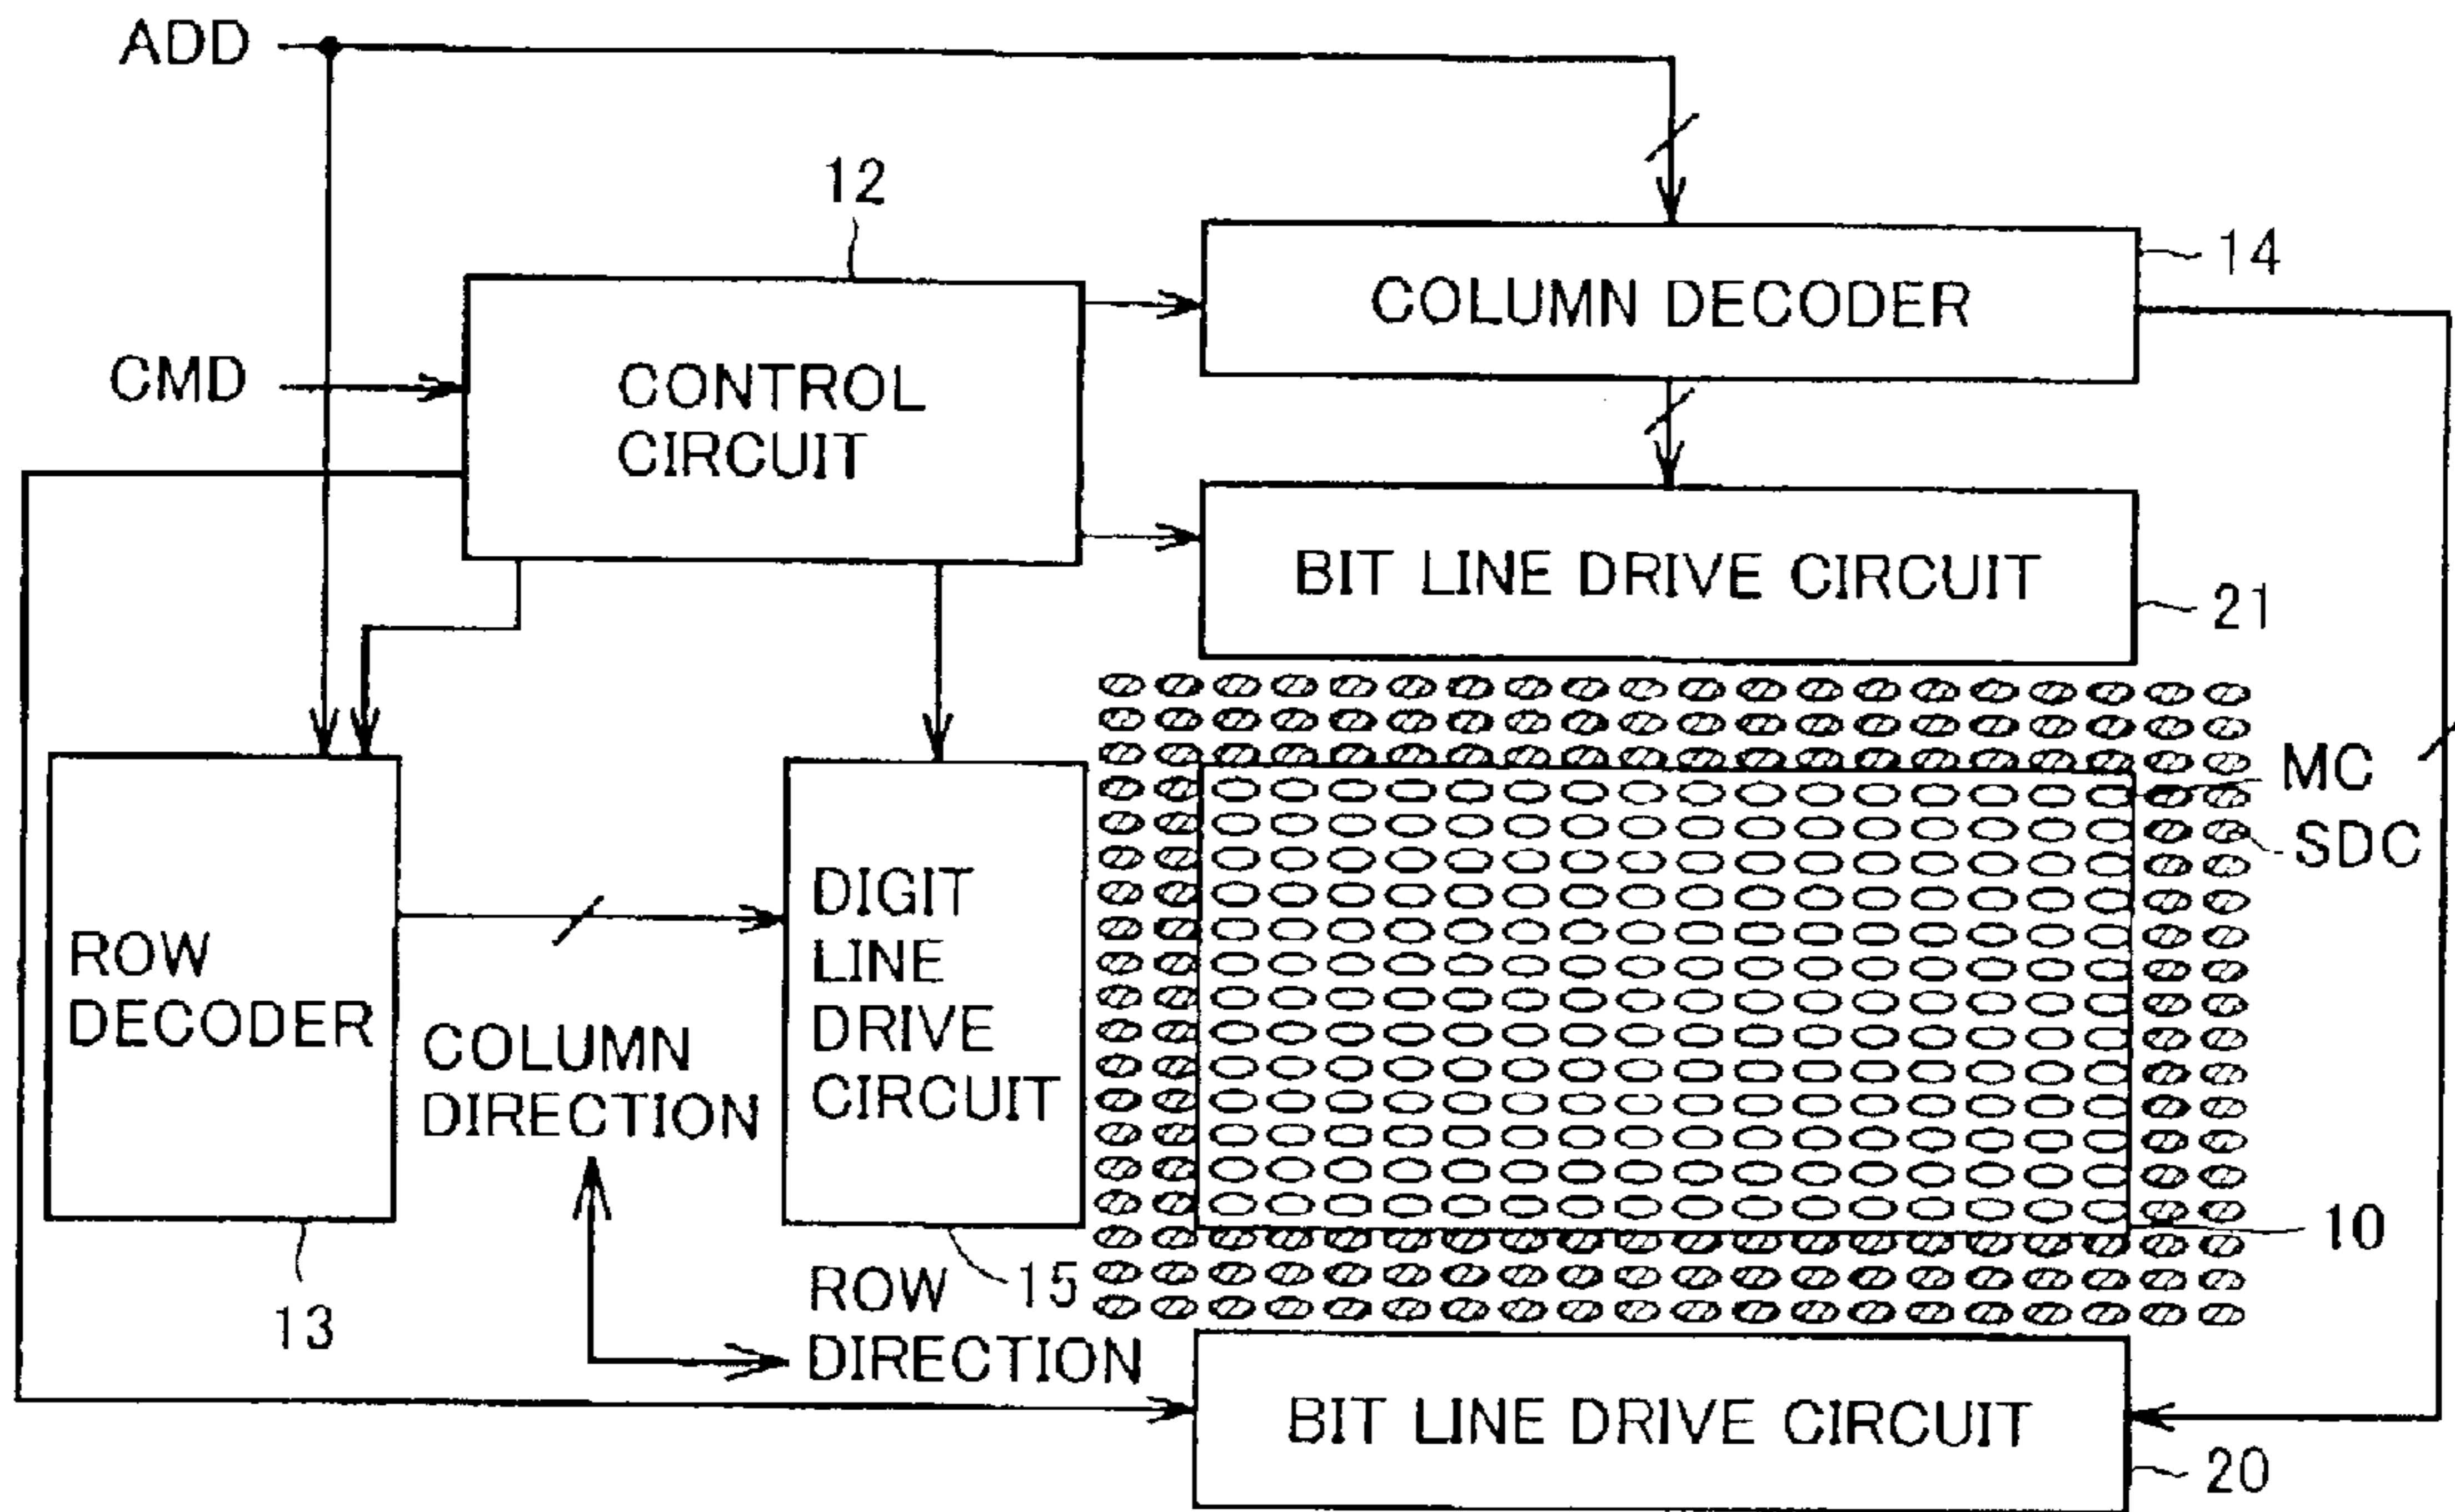 ADD
12
14
COLUMN DECODER
CMD
CONTROL
CIRCUIT
BIT LINE DRIVE CIRCUIT
21
MC
SDC
DIGIT
LINE
DRIVE
CIRCUIT
ROW
DECODER
COLUMN
DIRECTION
10
15
ROW
DIRECTION
13
BIT LINE DRIVE CIRCUIT
20